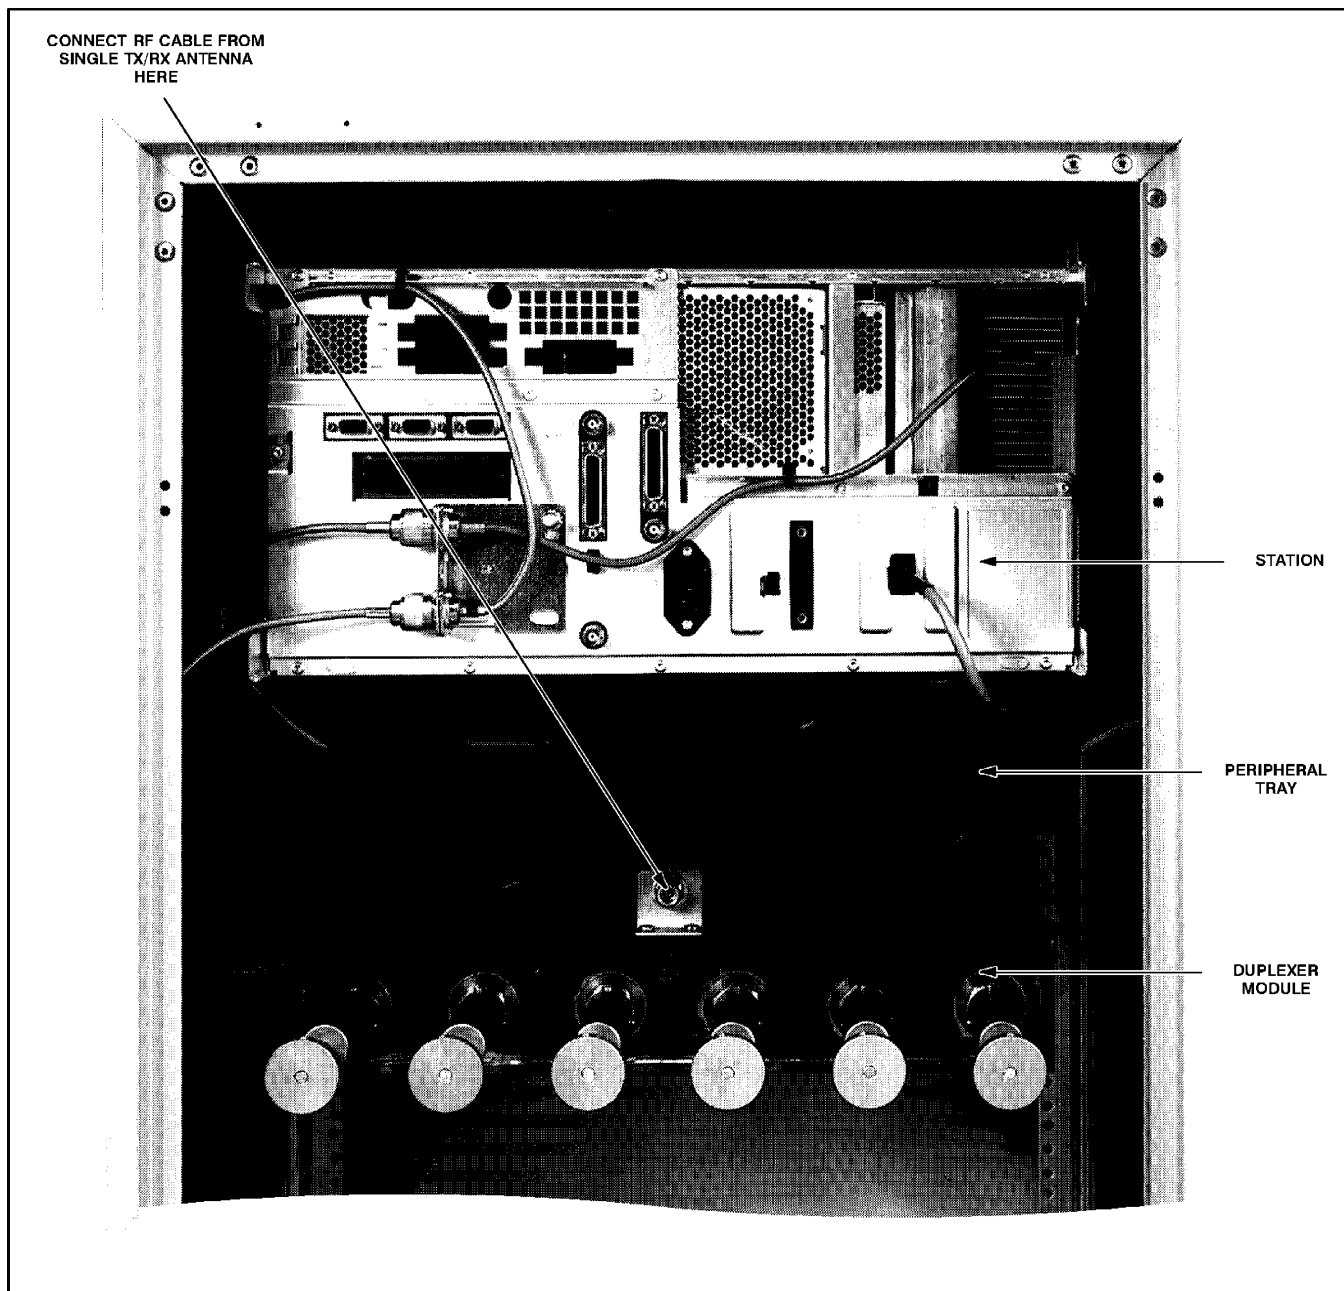 CONNECT RF CABLE FROM
SINGLE TX/RX ANTENNA
HERE
STATION
PERIPHERAL
TRAY
DUPLEXER
MODULE